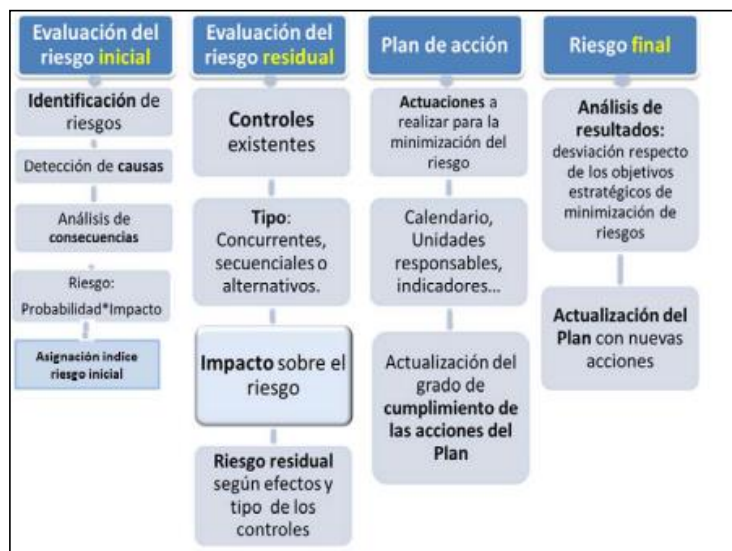 Evaluación del
riesgo inicial
Identificación de
riesgos
Detección de causas
Análisis de
consecuencias
Riesgo:
Probabilidad*Impacto
Asignación indice
riesgo inicial
Evaluación del
riesgo residual
Controles
existentes
Tipo:
Concurrentes,
secuenciales o
alternativos.
Impacto sobre el
riesgo
Riesgo residual
según efectos y
tipo de los
controles
Plan de acción
Actuaciones a
realizar para la
minimización del
riesgo
Calendario,
Unidades
responsables,
indicadores...
Actualización del
grado de
cumplimiento de
las acciones del
Plan
Riesgo final
Análisis de
resultados:
desviación respecto
de los objetivos
estratégicos de
minimización de
riesgos
Actualización del
Plan con nuevas
acciones